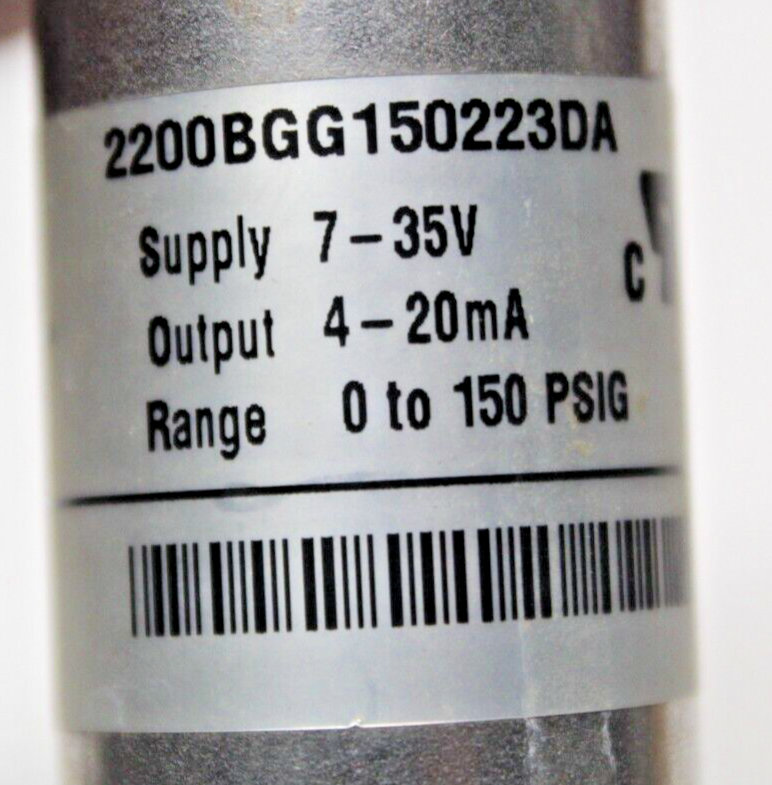 2200BGG150223DA
Supply 7-35V
Output 4-20mA
Range 0 to 150 PSIG
C